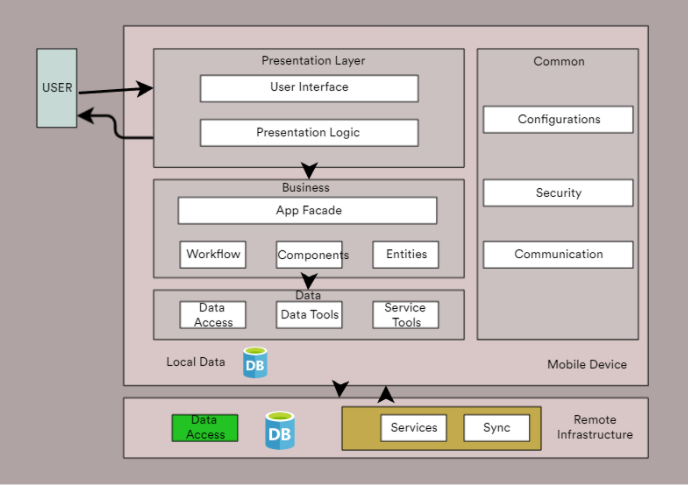 USER
Presentation Layer
User Interface
Presentation Logic
Business
App Facade
Workflow
Components
Entities
Data
Data
Access
Data Tools
Service
Tools
Local Data
DB
Common
Configurations
Security
Communication
Mobile Device
Data
Access
DB
Services
Sync
Remote
Infrastructure